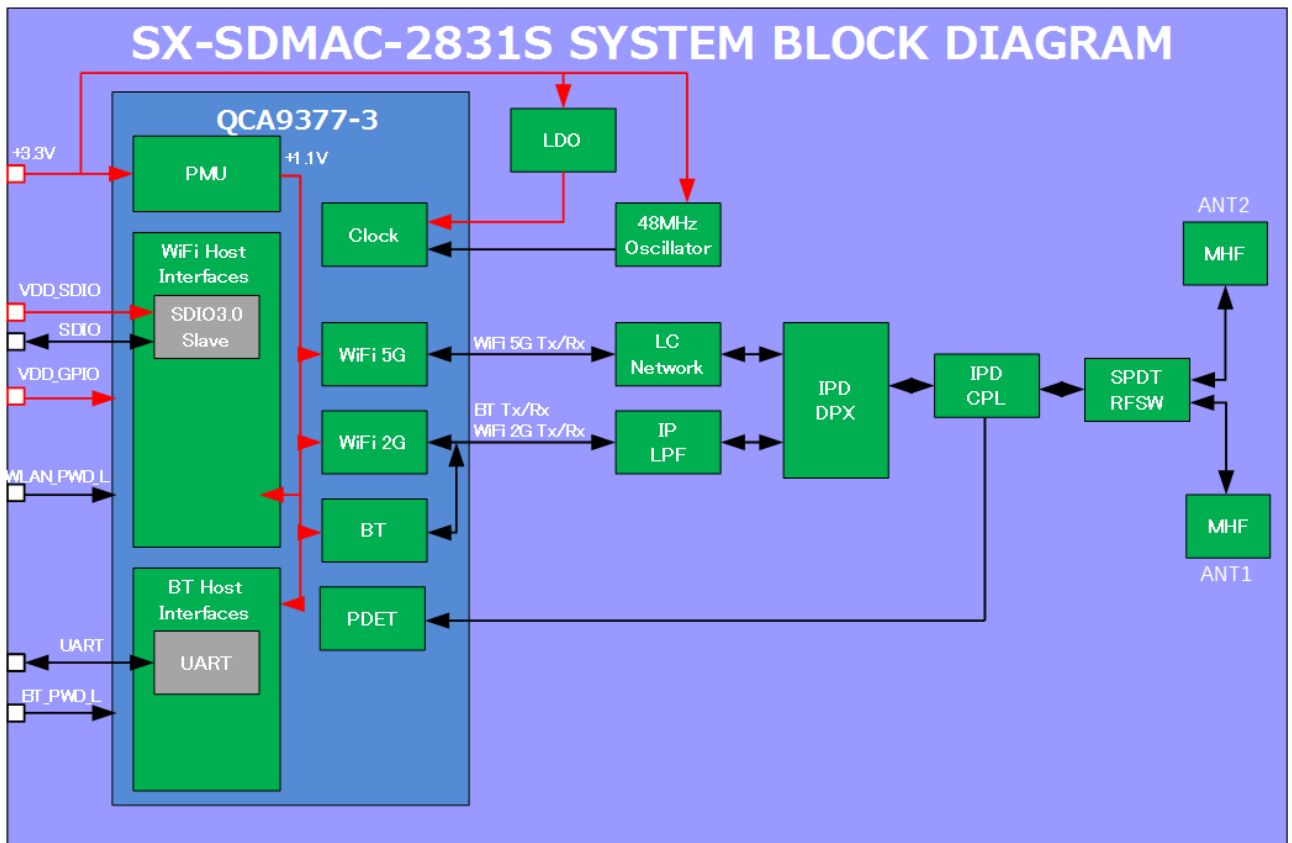 SX-SDMAC-2831S SYSTEM BLOCK DIAGRAM
QCA9377-3
+3.3V
PMU
+1.1V
LDO
Clock
48MHz
Oscillator
ANT2
MHF
WiFi Host
Interfaces
VDD_SDIO
SDIO3.0
Slave
SDIO
VDD_GPIO
WiFi 5G
WiFi 5G Tx/Rx
LC
Network
IPD
DPX
IPD
CPL
SPDT
RFSW
WiFi 2G
BT Tx/Rx
WiFi 2G Tx/Rx
IP
LPF
WLAN_PWD_L
BT
MHF
ANT1
BT Host
Interfaces
PDET
UART
UART
BT_PWD_L